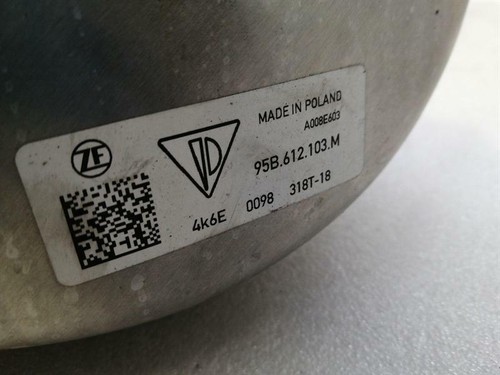 ZF
MADE IN POLAND
A008E603
95B.612.103.M
4k6E 0098 318T-18